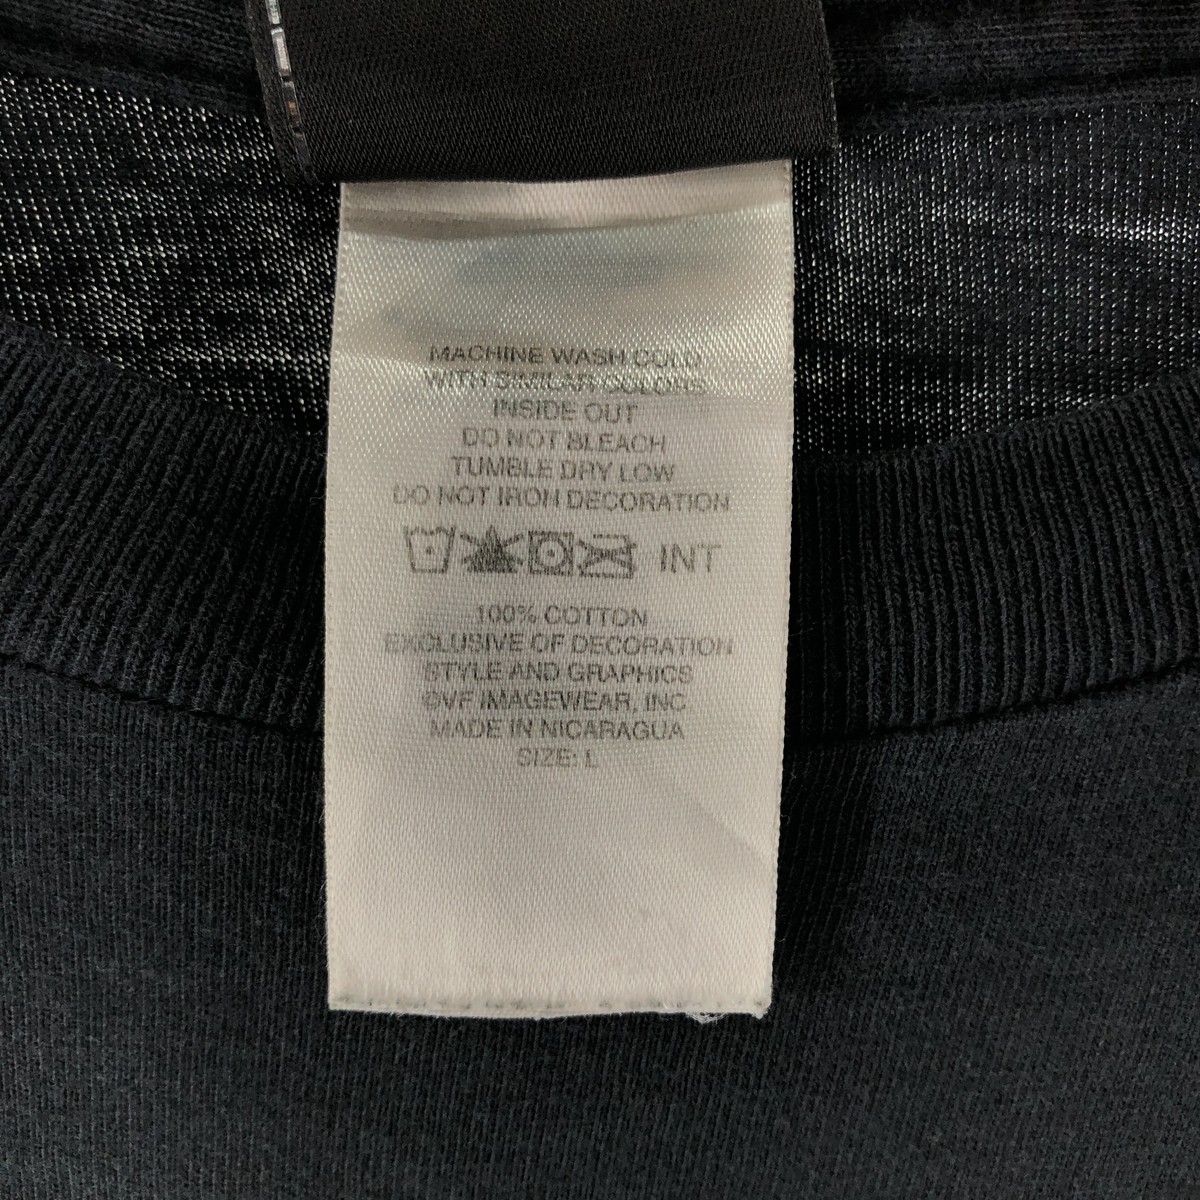 MACHINE WASH COLD
WITH SIMILAR COLORS
INSIDE OUT
DO NOT BLEACH
TUMBLE DRY LOW
DO NOT IRON DECORATION
INT
100% COTTON
EXCLUSIVE OF DECORATION
STYLE AND GRAPHICS
©VF IMAGEWEAR, INC.
MADE IN NICARAGUA
SIZE: L